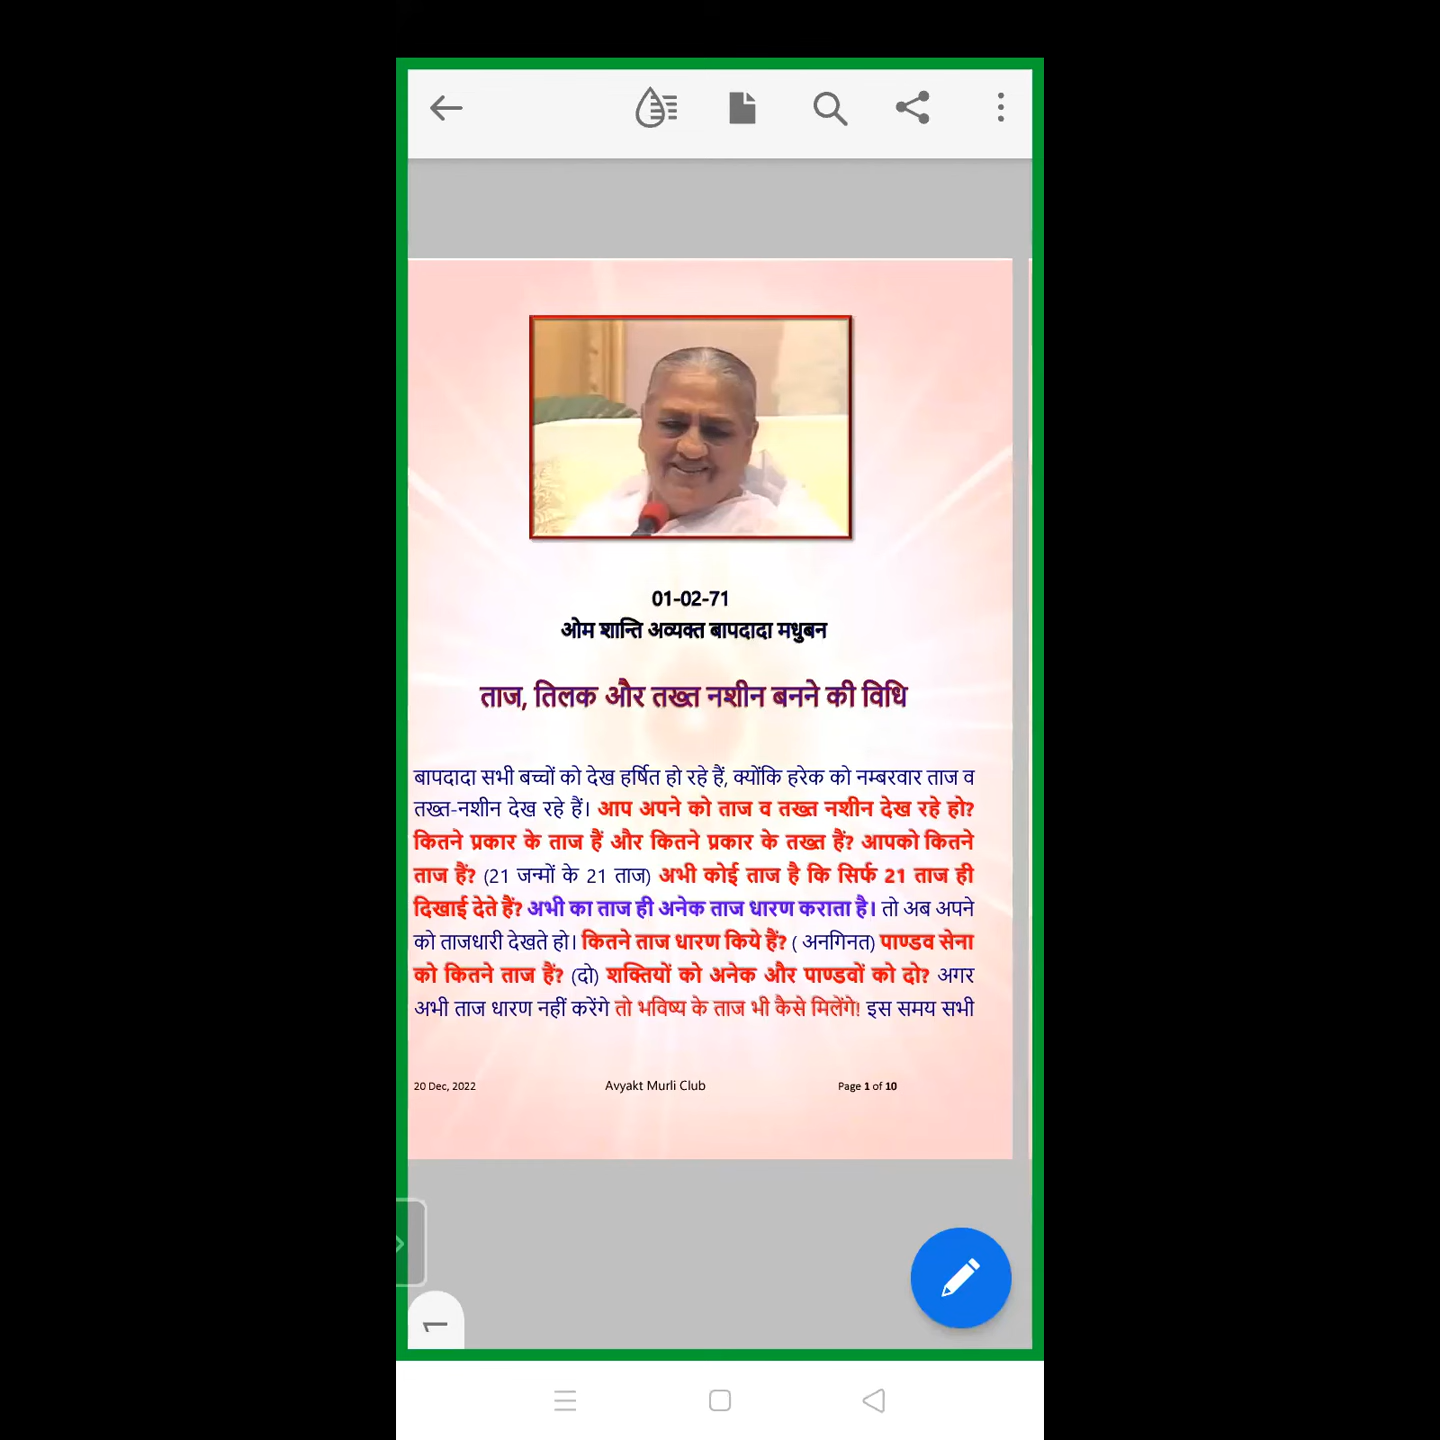 01-02-71
ओम शान्ति अव्यक्त बापदादा मधुबन
ताज, तिलक और तख्त नशीन बनने की विधि
बापदादा सभी बच्चों को देख हर्षित हो रहे हैं, क्योंकि हरेक को नम्बरवार ताज व
तख्त-नशीन देख रहे हैं। आप अपने को ताज व तख्त नशीन देख रहे हो?
कितने प्रकार के ताज हैं और कितने प्रकार के तख्त हैं? आपको कितने
ताज हैं? (21 जन्मों के 21 ताज) अभी कोई ताज है कि सिर्फ 21 ताज ही
दिखाई देते हैं? अभी का ताज ही अनेक ताज धारण कराता है। तो अब अपने
को ताजधारी देखते हो। कितने ताज धारण किये हैं? ( अनगिनत) पाण्डव सेना
को कितने ताज हैं? (दो) शक्तियों को अनेक और पाण्डवों को दो? अगर
अभी ताज धारण नहीं करेंगे तो भविष्य के ताज भी कैसे मिलेंगे! इस समय सभी
20 Dec, 2022 Avyakt Murli Club Page 1 of 10
1